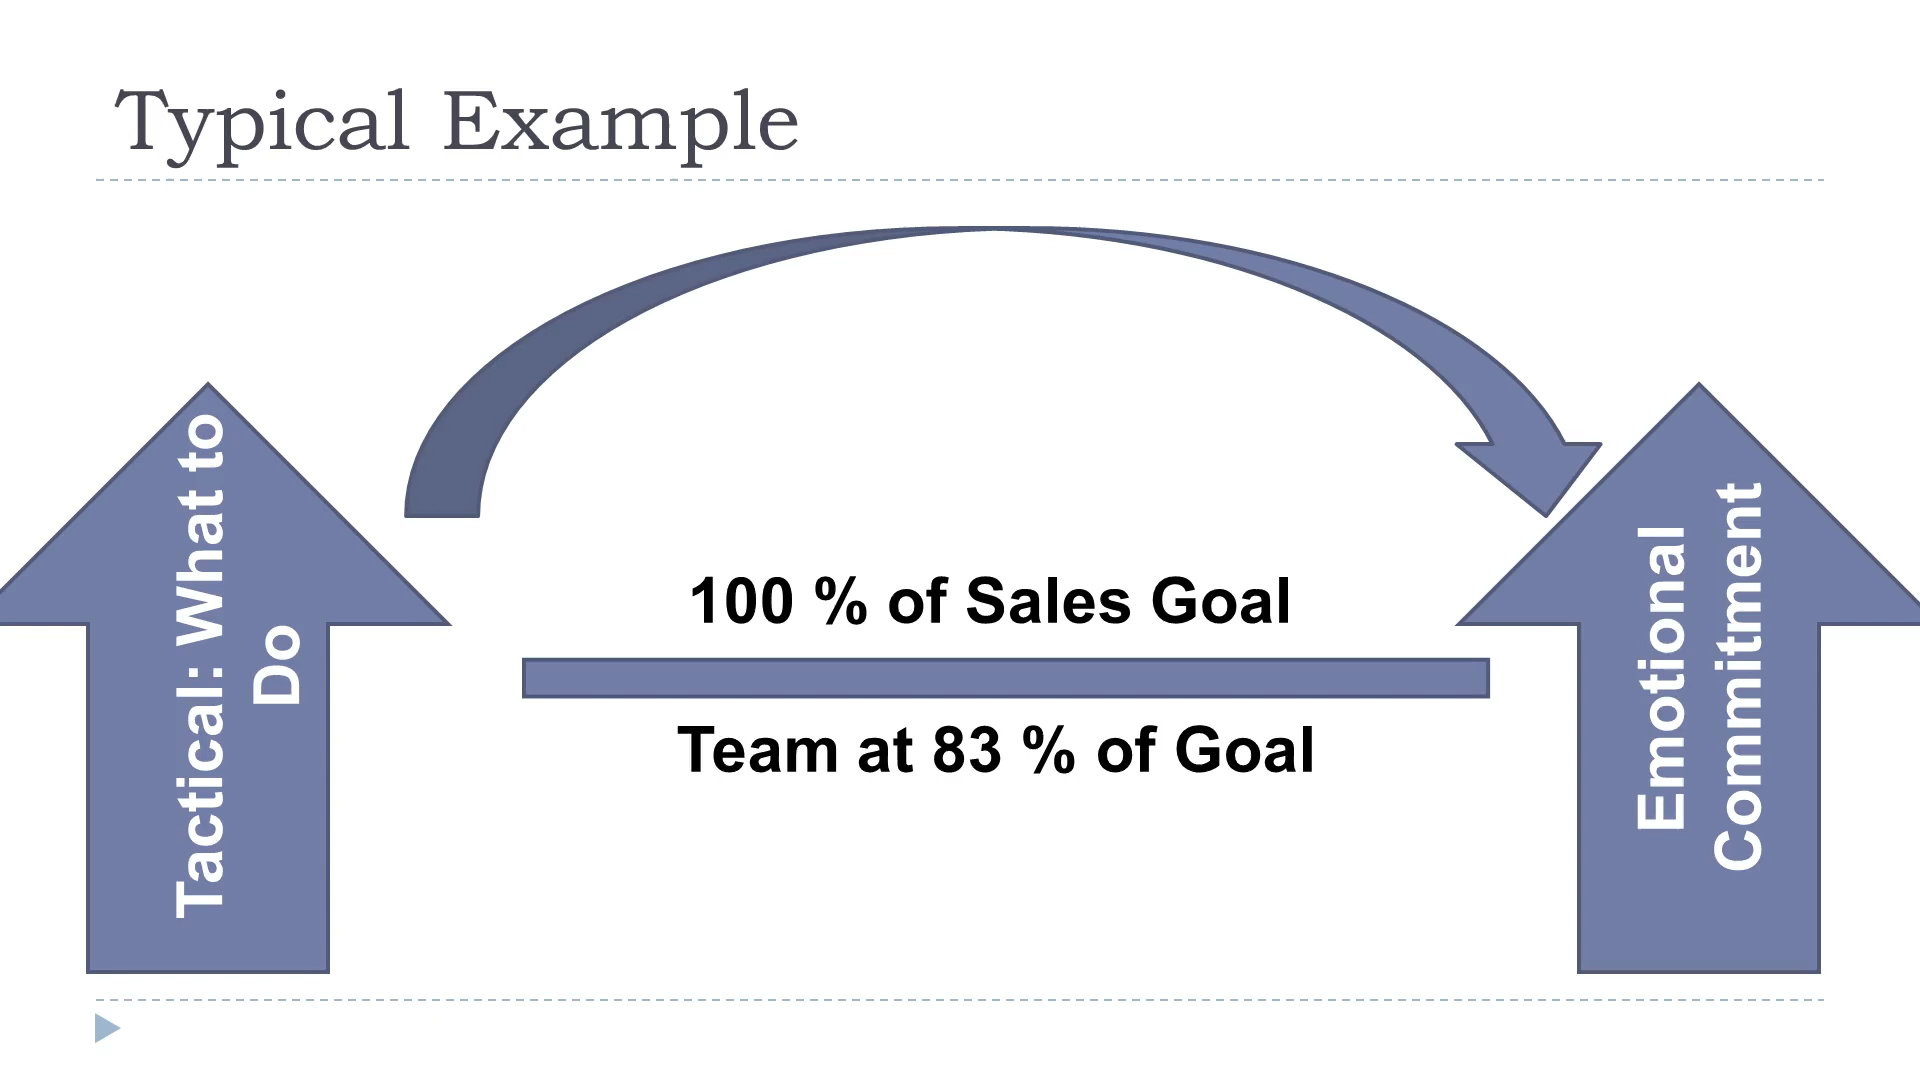 Typical Example
Tactical: What to
Do
100 % of Sales Goal
Team at 83 % of Goal
Emotional
Commitment